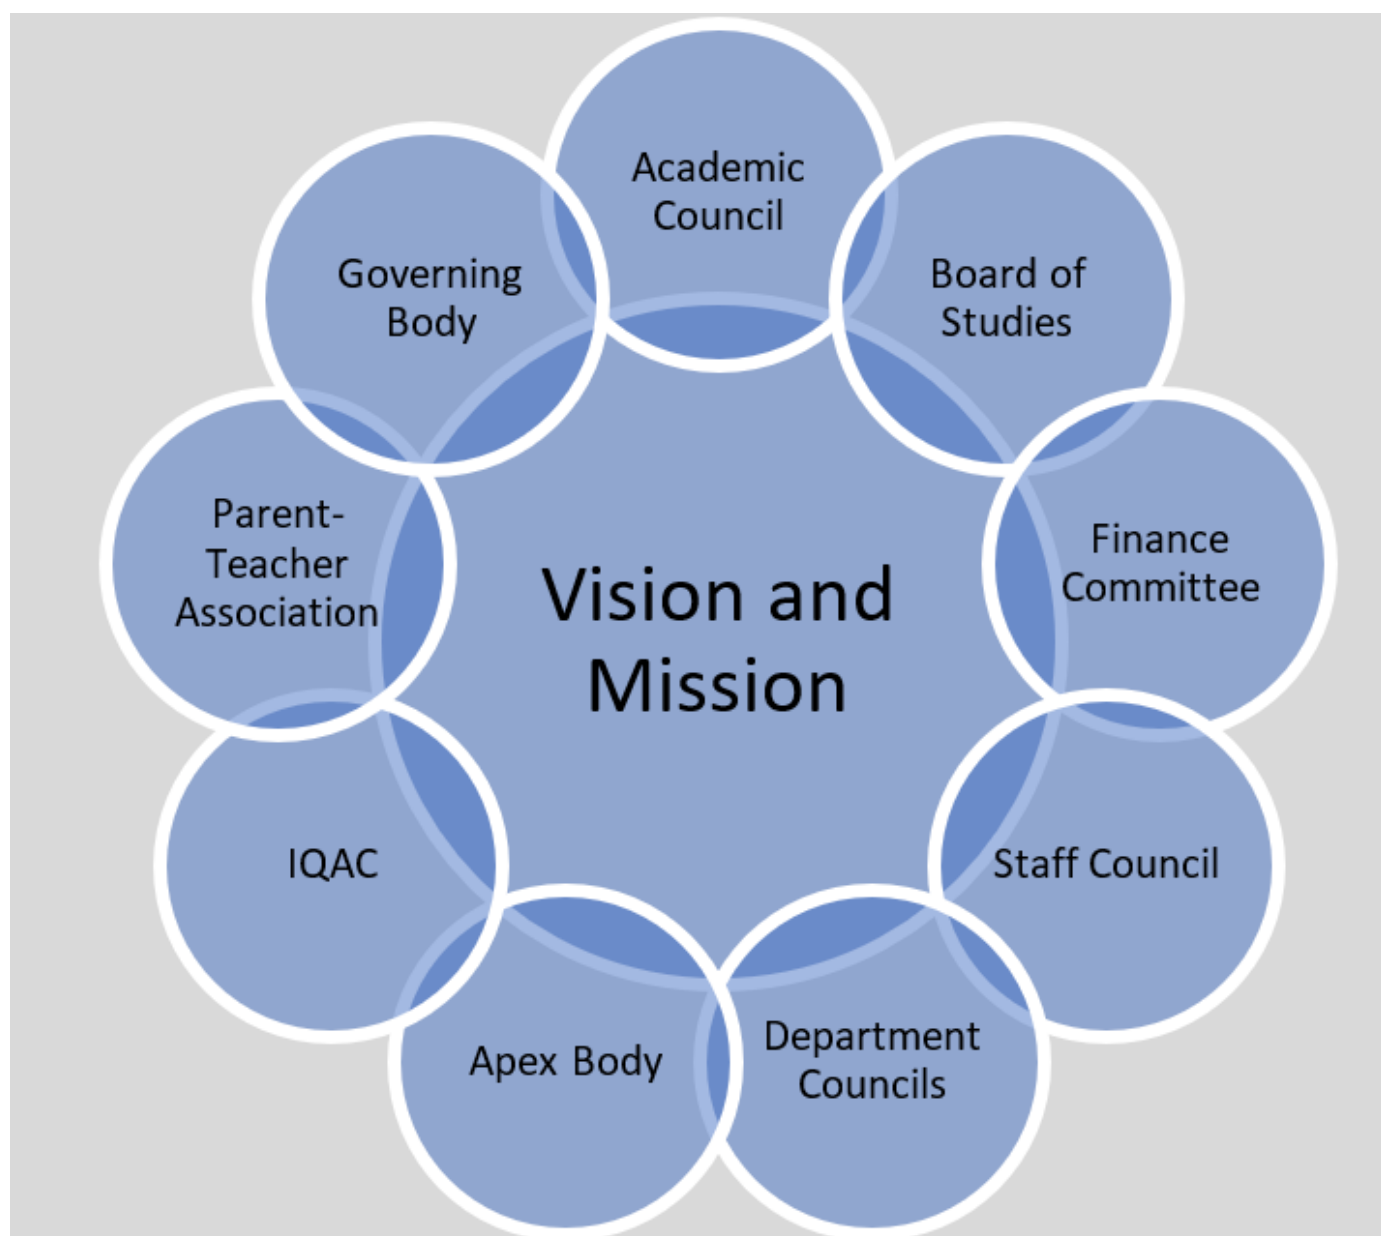 Academic
Council
Board of
Studies
Finance
Committee
Staff Council
Department
Councils
Apex Body
IQAC
Parent-
Teacher
Association
Governing
Body
Vision and
Mission